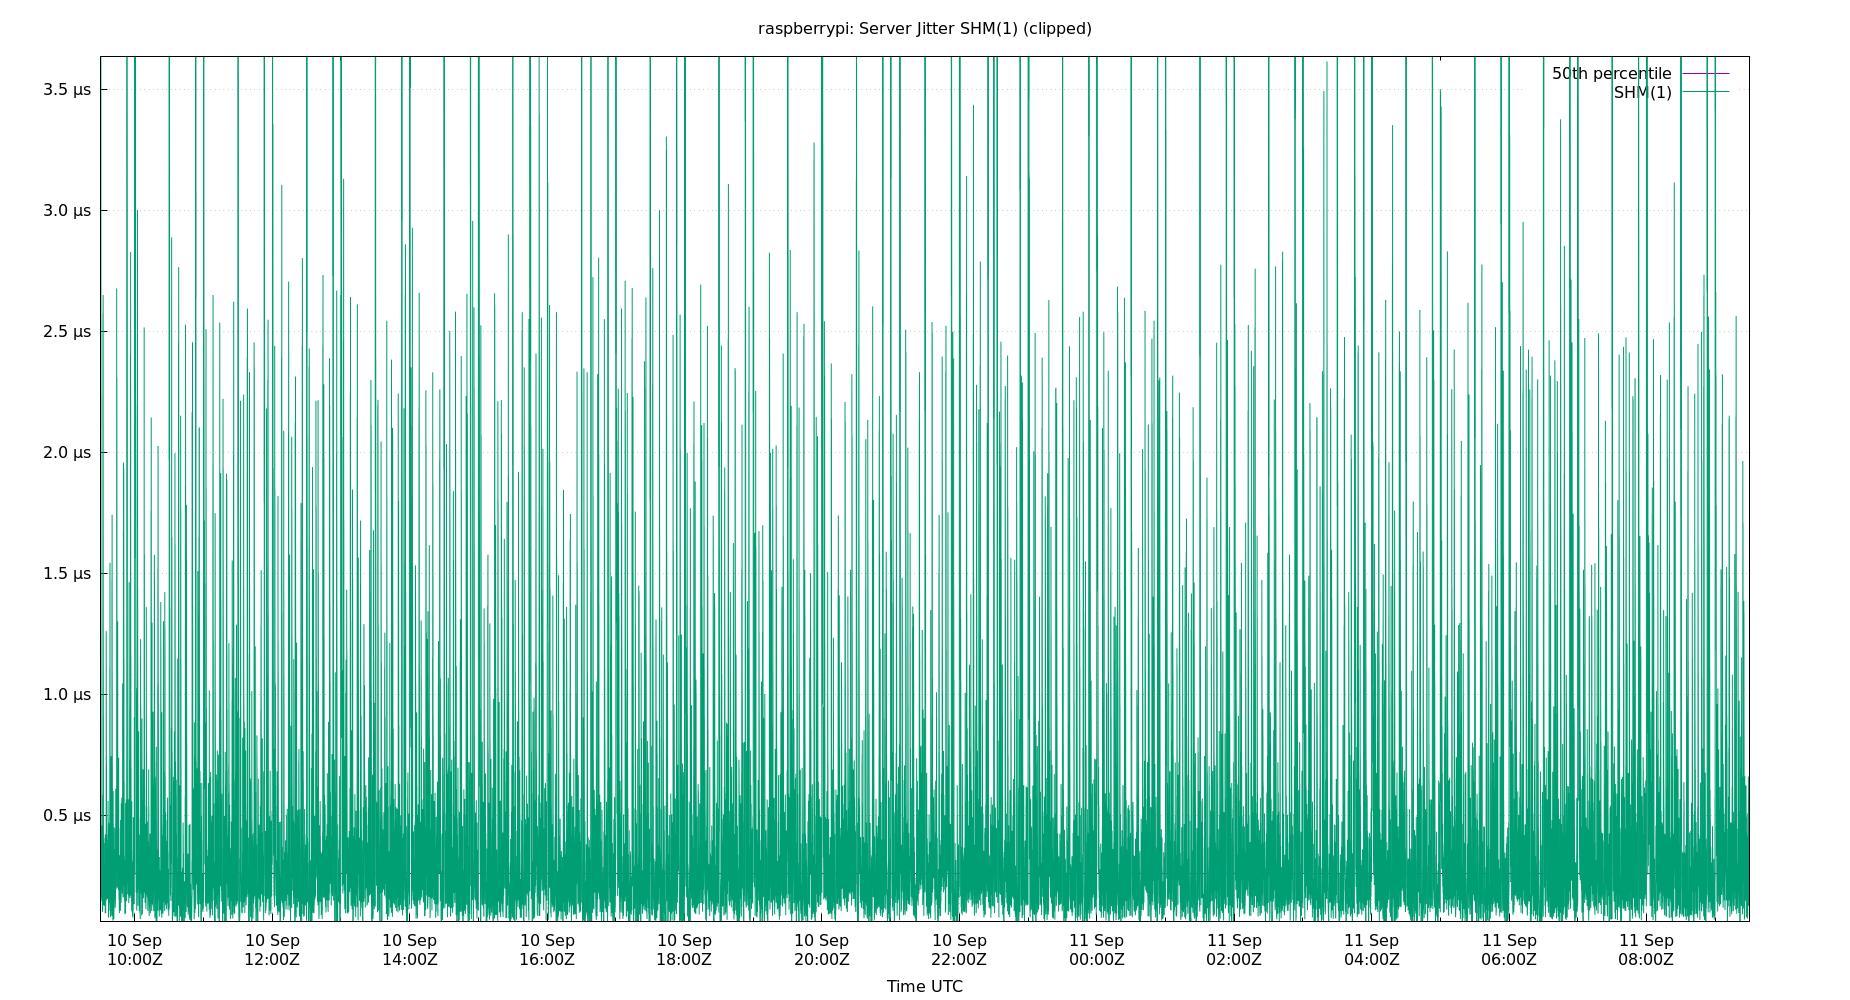 raspberrypi: Server Jitter SHM(1) (clipped)
50th percentile
SHM(1)
3.5 µs
3.0 µs
2.5 µs
2.0 µs
1.5 µs
1.0 µs
0.5 µs
10 Sep 10 Sep 10 Sep 10 Sep 10 Sep 10 Sep 10 Sep 11 Sep 11 Sep 11 Sep 11 Sep 11 Sep
10:00Z 12:00Z 14:00Z 16:00Z 18:00Z 20:00Z 22:00Z 00:00Z 02:00Z 04:00Z 06:00Z 08:00Z
Time UTC